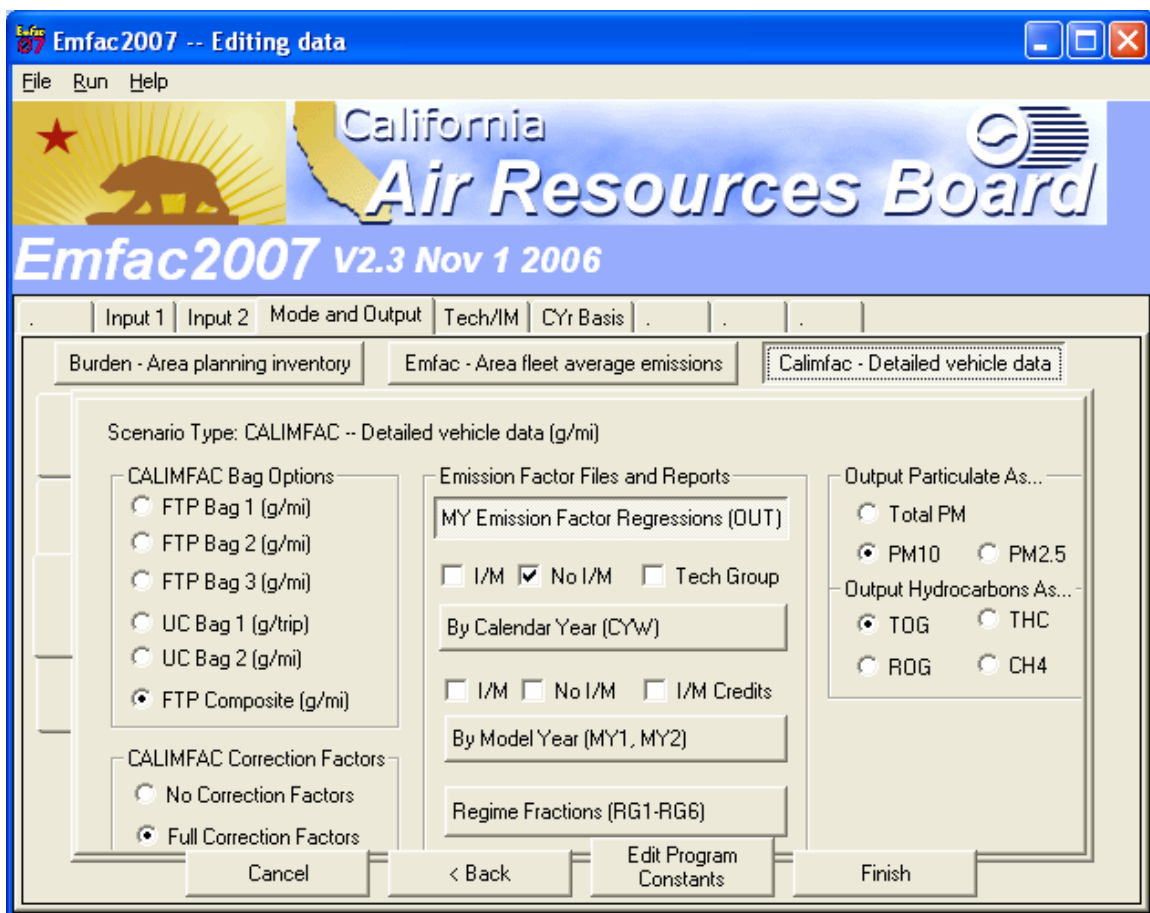 Emfac2007 -- Editing data
File Run Help
California
Air Resources Board
Emfac2007 V2.3 Nov 1 2006
. Input 1 Input 2 Mode and Output Tech/IM CYr Basis . . .
Burden - Area planning inventory Emfac - Area fleet average emissions Calimfac - Detailed vehicle data
Scenario Type: CALIMFAC -- Detailed vehicle data (g/mi)
CALIMFAC Bag Options
FTP Bag 1 (g/mi)
FTP Bag 2 (g/mi)
FTP Bag 3 (g/mi)
UC Bag 1 (g/trip)
UC Bag 2 (g/mi)
FTP Composite (g/mi)
CALIMFAC Correction Factors
No Correction Factors
Full Correction Factors
Emission Factor Files and Reports
MY Emission Factor Regressions (OUT)
I/M No I/M Tech Group
By Calendar Year (CYW)
I/M No I/M I/M Credits
By Model Year (MY1, MY2)
Regime Fractions (RG1-RG6)
Output Particulate As...
Total PM
PM10 PM2.5
Output Hydrocarbons As...
TOG THC
ROG CH4
Cancel < Back Edit Program Constants Finish